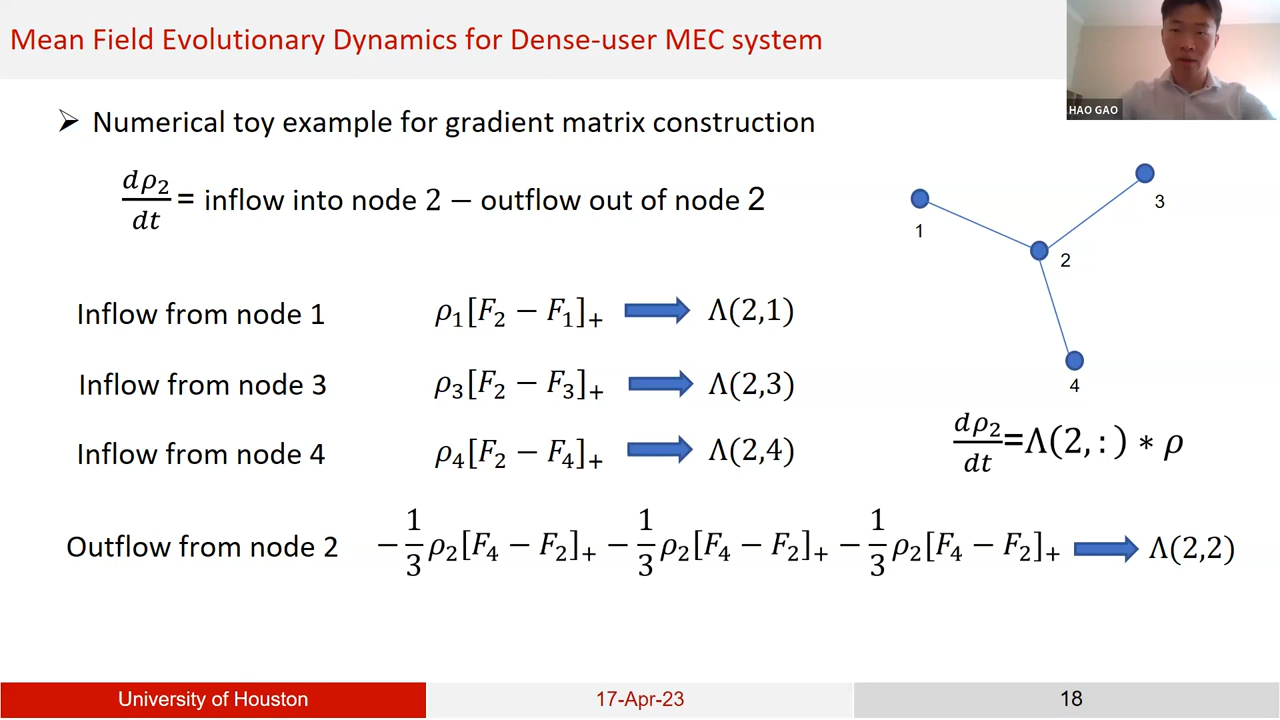 Mean Field Evolutionary Dynamics for Dense-user MEC system
HAO GAO
➢ Numerical toy example for gradient matrix construction
dρ₂/dt = inflow into node 2 − outflow out of node 2
1
2
3
4
Inflow from node 1 ρ₁[F₂ − F₁]₊ Λ(2,1)
Inflow from node 3 ρ₃[F₂ − F₃]₊ Λ(2,3)
Inflow from node 4 ρ₄[F₂ − F₄]₊ Λ(2,4)
dρ₂/dt=Λ(2,:) ∗ ρ
Outflow from node 2 −1/3 ρ₂[F₄ − F₂]₊ −1/3 ρ₂[F₄ − F₂]₊ −1/3 ρ₂[F₄ − F₂]₊ Λ(2,2)
University of Houston
17-Apr-23
18